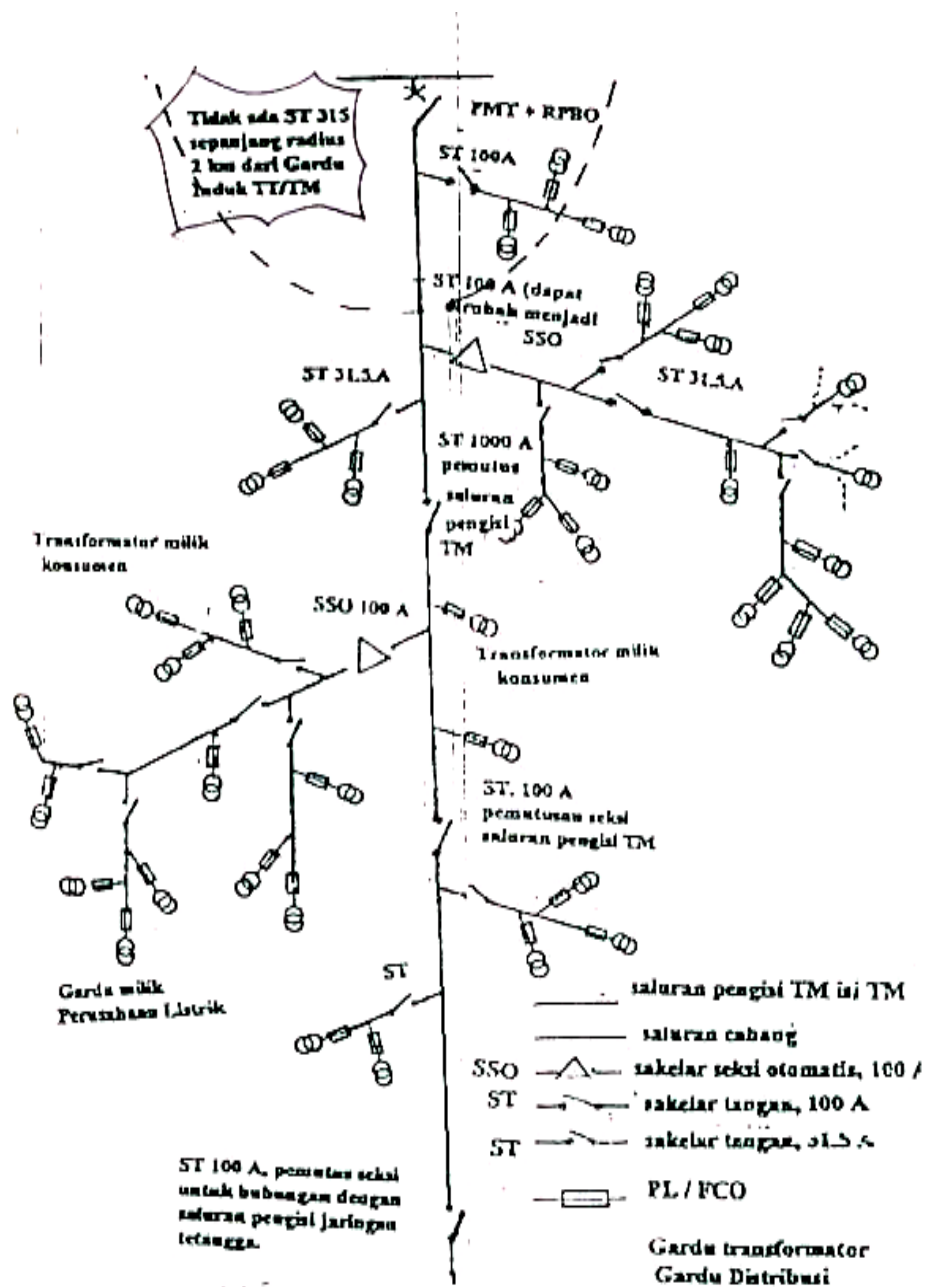 Tidak ada ST 315
sepanjang radius
2 km dari Gardu
Induk TT/TM
PMT + RPBO
ST 100A
ST 100 A (dapat
menjadi
SSO
ST 31.5.A
ST 31.5.A
ST 1000 A
pemutus
saluran
pengisi
TM
Transformator milik
konsumen
SSO 100 A
Transformator milik
konsumen
ST. 100 A
pemutusan seksi
saluran pengisi TM
ST
Gardu milik
Perusahaan Listrik
saluran pengisi TM isi TM
saluran cabang
SSO sakelar seksi otomatis, 100 A
ST sakelar tangan, 100 A
ST sakelar tangan, 31.5 A
PL / FCO
ST 100 A, pemutus seksi
untuk hubungan dengan
saluran pengisi jaringan
tetangga.
Gardu transformator
Gardu Distribusi